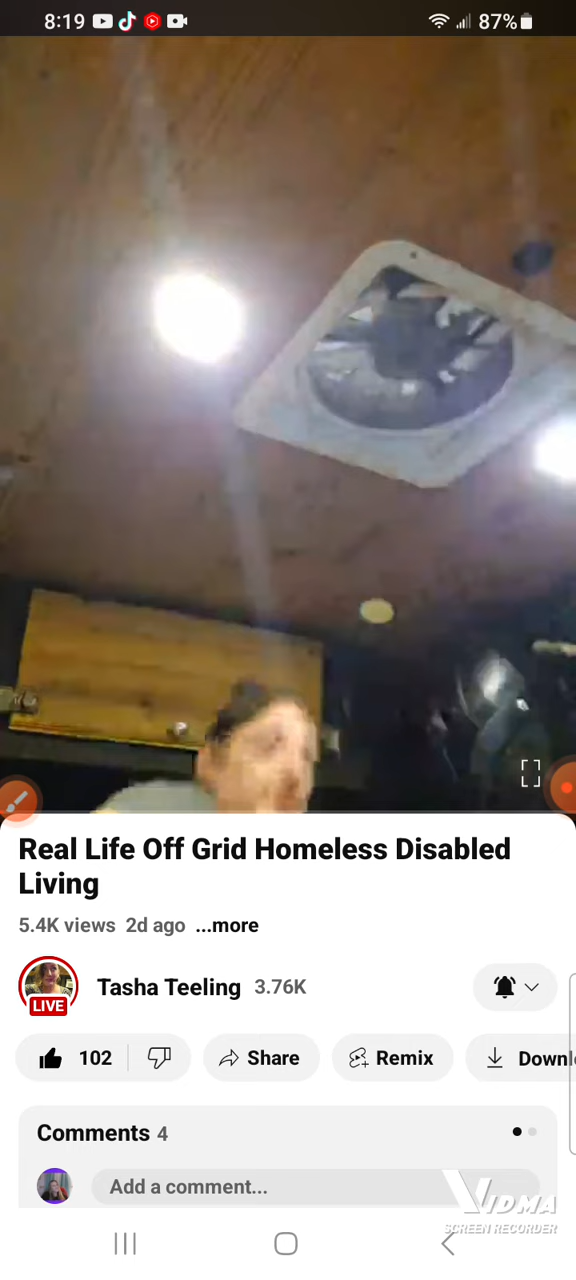 8:19
87%
Real Life Off Grid Homeless Disabled
Living
5.4K views 2d ago ...more
LIVE
Tasha Teeling 3.76K
102
Share
Remix
Downl
Comments 4
Add a comment...
VIDMA
SCREEN RECORDER